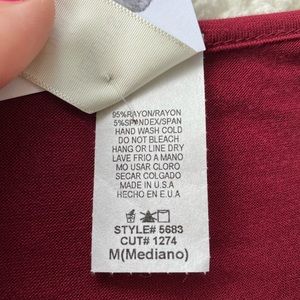 95%RAYON/RAYON
5%SPANDEX/SPAN
HAND WASH COLD
DO NOT BLEACH
HANG OR LINE DRY
LAVE FRIO A MANO
MO USAR CLORO
SECAR COLGADO
MADE IN U.S.A
HECHO EN E.U.A
STYLE# 5683
CUT# 1274
M(Mediano)